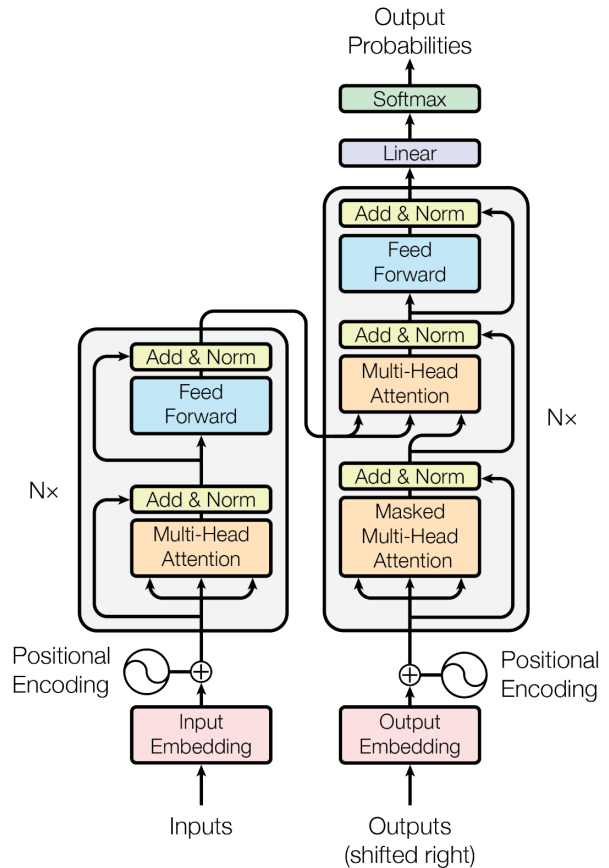 Output
Probabilities
Softmax
Linear
Add & Norm
Feed
Forward
Add & Norm
Multi-Head
Attention
Add & Norm
Masked
Multi-Head
Attention
N×
Add & Norm
Feed
Forward
Add & Norm
Multi-Head
Attention
N×
Positional
Encoding
Positional
Encoding
Input
Embedding
Output
Embedding
Inputs
Outputs
(shifted right)